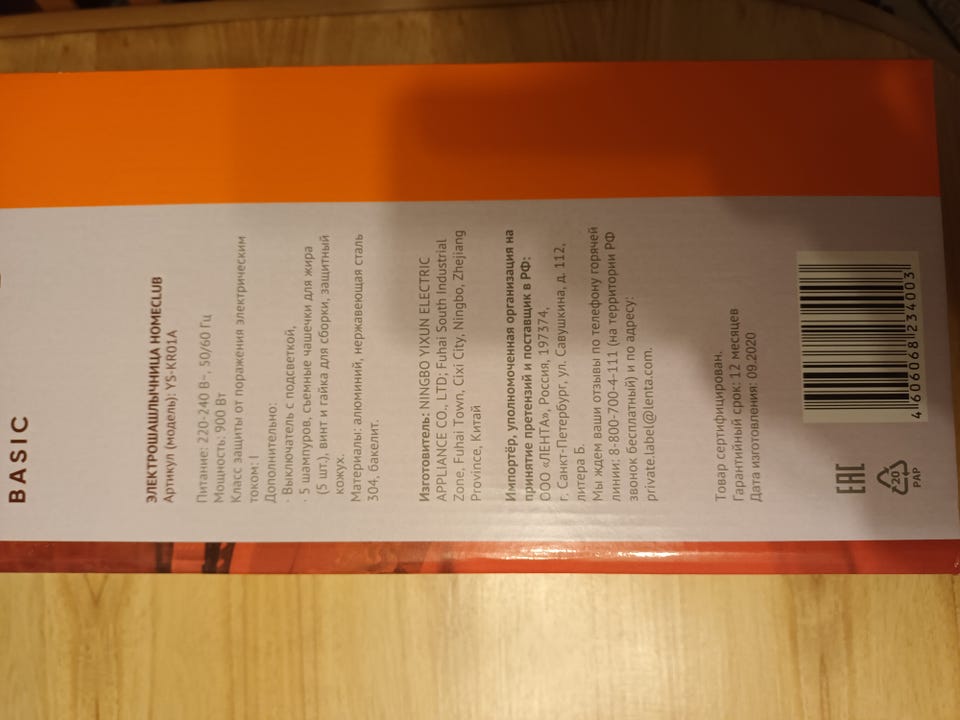 BASIC
ЭЛЕКТРОШАШЛЫЧНИЦА HOMECLUB
Артикул (модель): YS-KR01A
Питание: 220-240 В~, 50/60 Гц
Мощность: 900 Вт
Класс защиты от поражения электрическим
током: I
Дополнительно:
· Выключатель с подсветкой,
· 5 шампуров, съемные чашечки для жира
(5 шт.), винт и гайка для сборки, защитный
кожух.
Материалы: алюминий, нержавеющая сталь
304, бакелит.
Изготовитель: NINGBO YIXUN ELECTRIC
APPLIANCE CO., LTD; Fuhai South Industrial
Zone, Fuhai Town, Cixi City, Ningbo, Zhejiang
Province, Китай
Импортёр, уполномоченная организация на
принятие претензий и поставщик в РФ:
ООО «ЛЕНТА», Россия, 197374,
г. Санкт-Петербург, ул. Савушкина, д. 112,
литера Б.
Мы ждем ваши отзывы по телефону горячей
линии: 8-800-700-4-111 (на территории РФ
звонок бесплатный) и по адресу:
private.label@lenta.com.
Товар сертифицирован.
Гарантийный срок: 12 месяцев
Дата изготовления: 09.2020
EAC
20
PAP
4 606068 234003